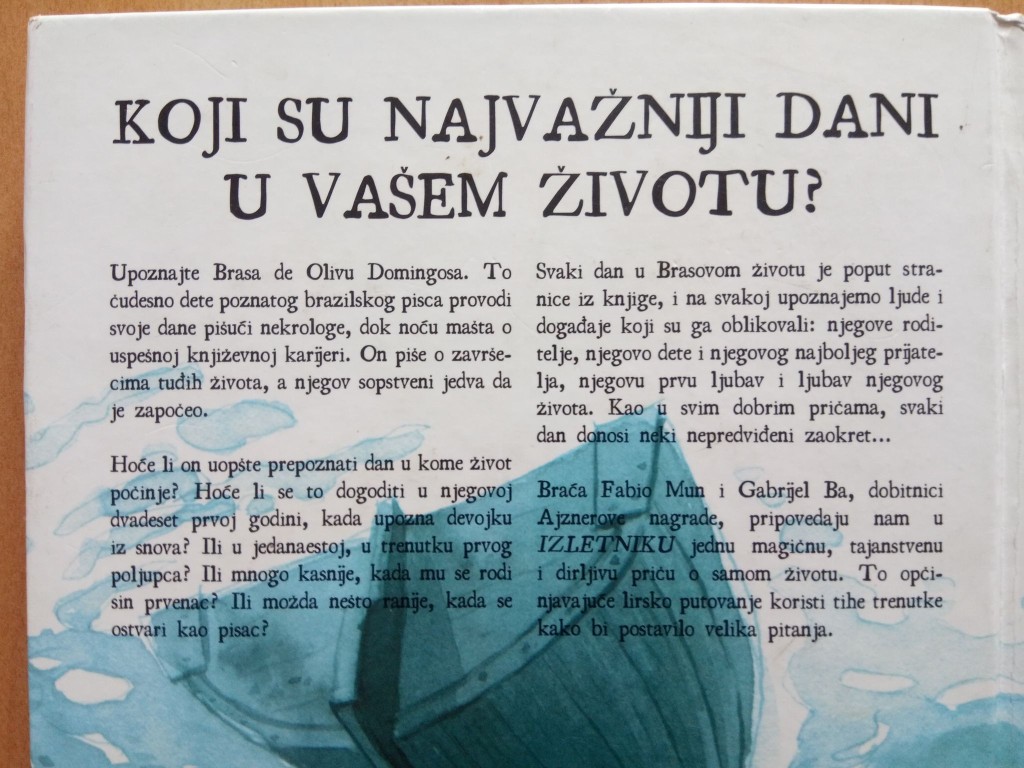 KOJI SU NAJVAŽNIJI DANI
U VAŠEM ŽIVOTU?
Upoznajte Brasa de Olivu Domingosa. To
čudesno dete poznatog brazilskog pisca provodi
svoje dane pišući nekrologe, dok noću mašta o
uspešnoj književnoj karijeri. On piše o završe-
cima tuđih života, a njegov sopstveni jedva da
je započeo.
Hoće li on uopšte prepoznati dan u kome život
počinje? Hoće li se to dogoditi u njegovoj
dvadeset prvoj godini, kada upozna devojku
iz snova? Ili u jedanaestoj, u trenutku prvog
poljupca? Ili mnogo kasnije, kada mu se rodi
sin prvenac? Ili možda nešto ranije, kada se
ostvari kao pisac?
Svaki dan u Brasovom životu je poput stra-
nice iz knjige, i na svakoj upoznajemo ljude i
događaje koji su ga oblikovali: njegove rodi-
telje, njegovo dete i njegovog najboljeg prijate-
lja, njegovu prvu ljubav i ljubav njegovog
života. Kao u svim dobrim pričama, svaki
dan donosi neki nepredviđeni zaokret...
Braća Fabio Mun i Gabrijel Ba, dobitnici
Ajznerove nagrade, pripovedaju nam u
IZLETNIKU jednu magičnu, tajanstvenu
i dirljivu priču o samom životu. To opči-
njavajuće lirsko putovanje koristi tihe trenutke
kako bi postavilo velika pitanja.